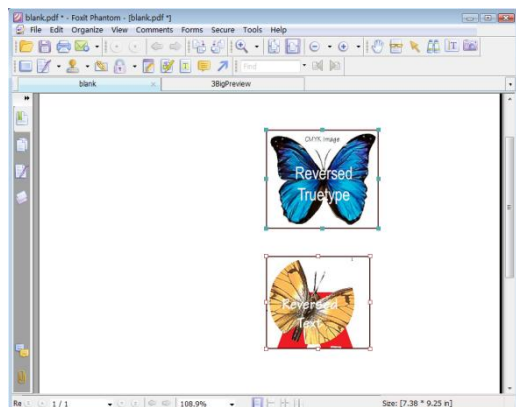 blank.pdf * - Foxit Phantom - [blank.pdf *]
File Edit Organize View Comments Forms Secure Tools Help
Find
blank
3BigPreview
CMYK Image
Reversed
Truetype
Reversed
Text
1 / 1
108.9%
Size: [7.38 * 9.25 in]